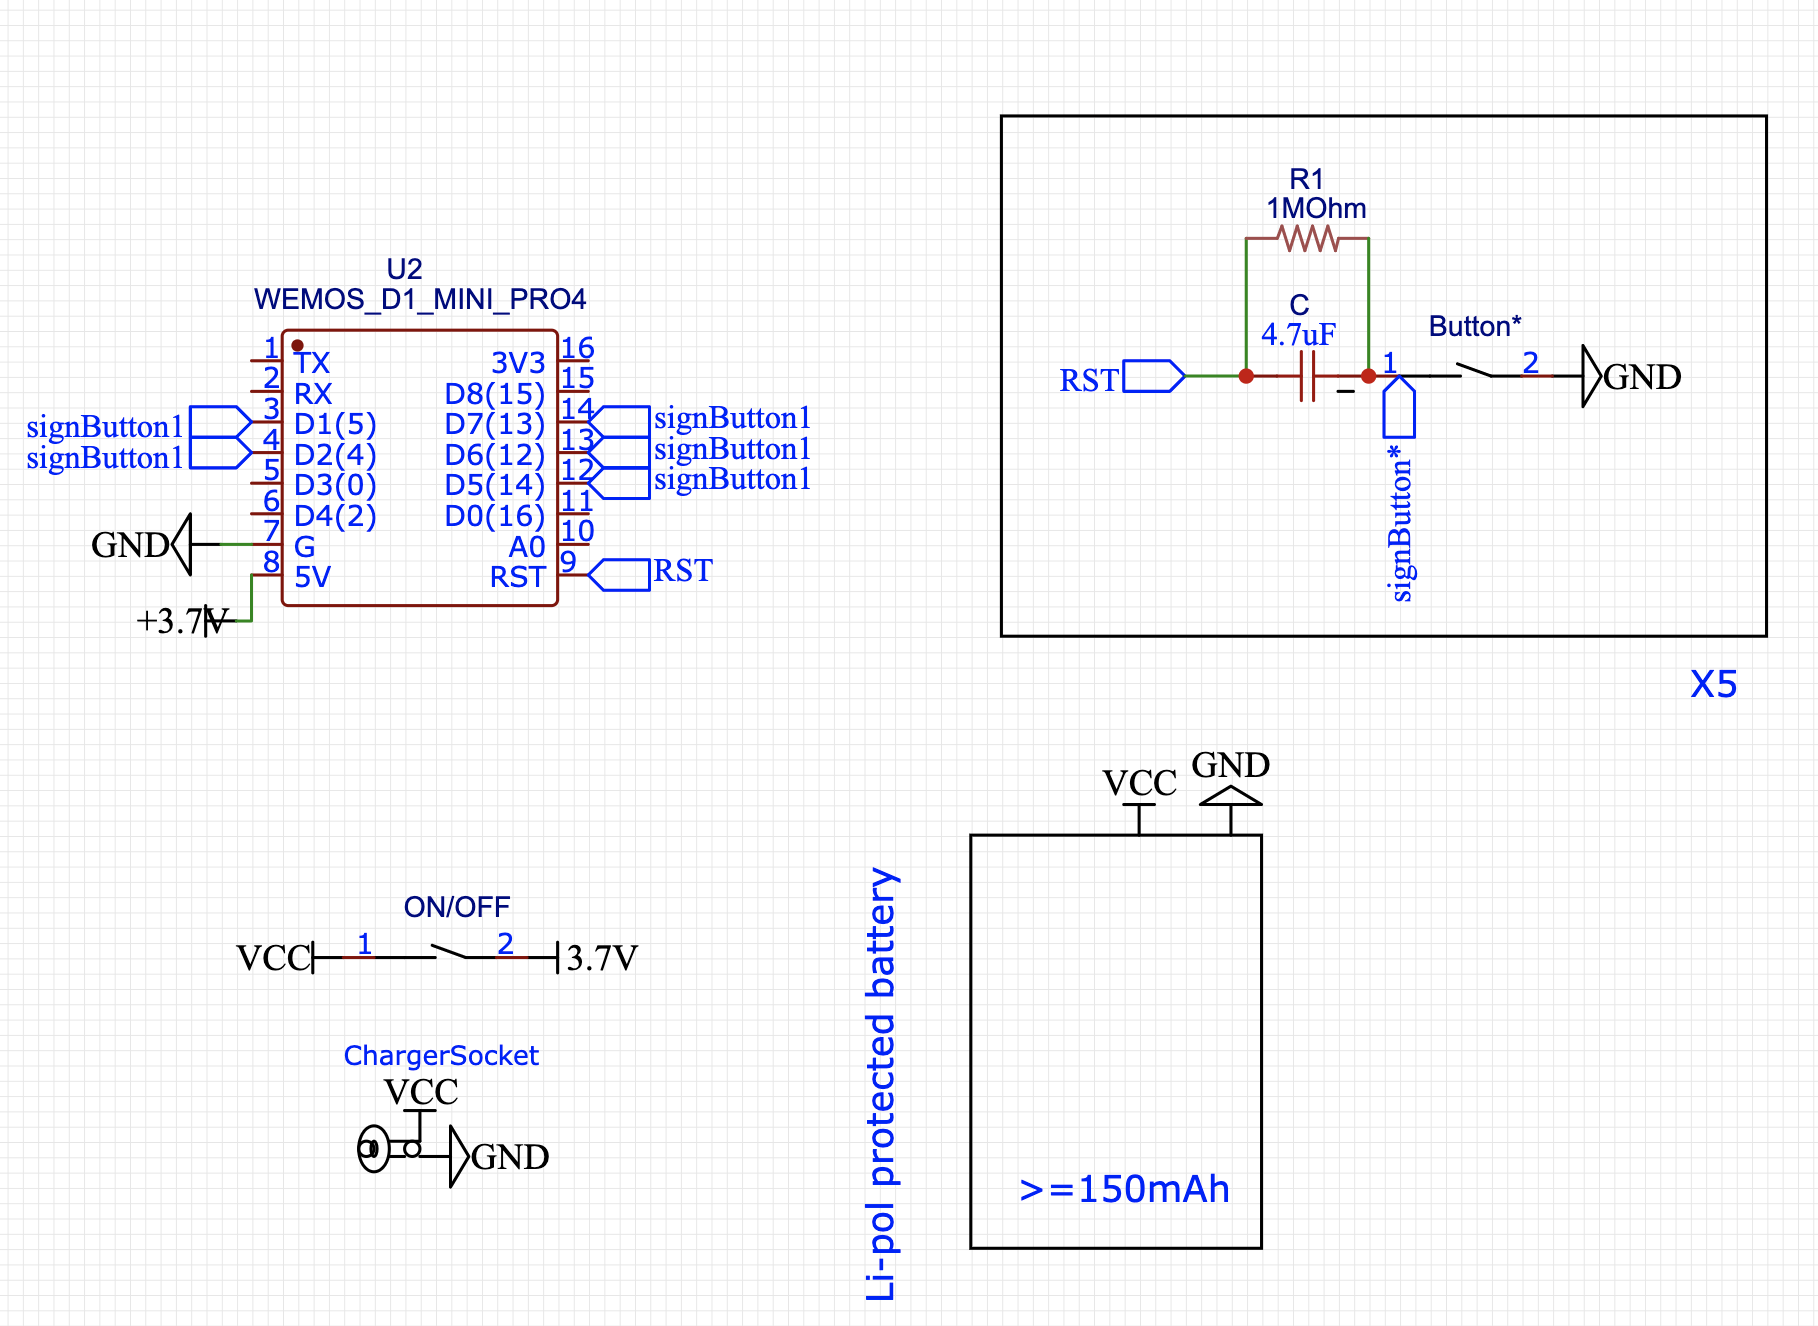 U2
WEMOS_D1_MINI_PRO4
1 TX 3V3 16
2 RX D8(15) 15
signButton1 3 D1(5) D7(13) 14 signButton1
signButton1 4 D2(4) D6(12) 13 signButton1
5 D3(0) D5(14) 12 signButton1
6 D4(2) D0(16) 11
GND 7 G A0 10
8 5V RST 9 RST
+3.7V
R1
1MOhm
C
4.7uF
Button*
RST 1 2 GND
signButton*
X5
ON/OFF
VCC 1 2 3.7V
ChargerSocket
VCC
GND
VCC GND
Li-pol protected battery
>=150mAh